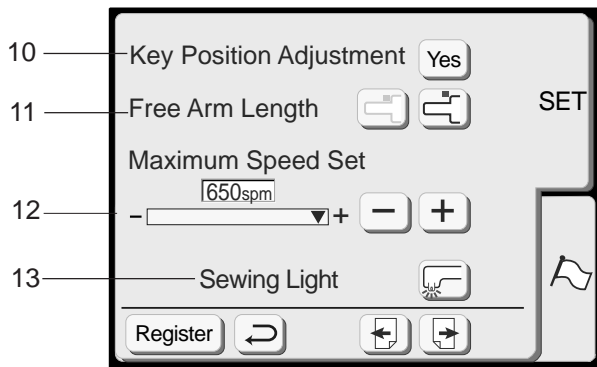 10 Key Position Adjustment Yes
11 Free Arm Length SET
Maximum Speed Set
650spm
12 - + − +
13 Sewing Light
Register